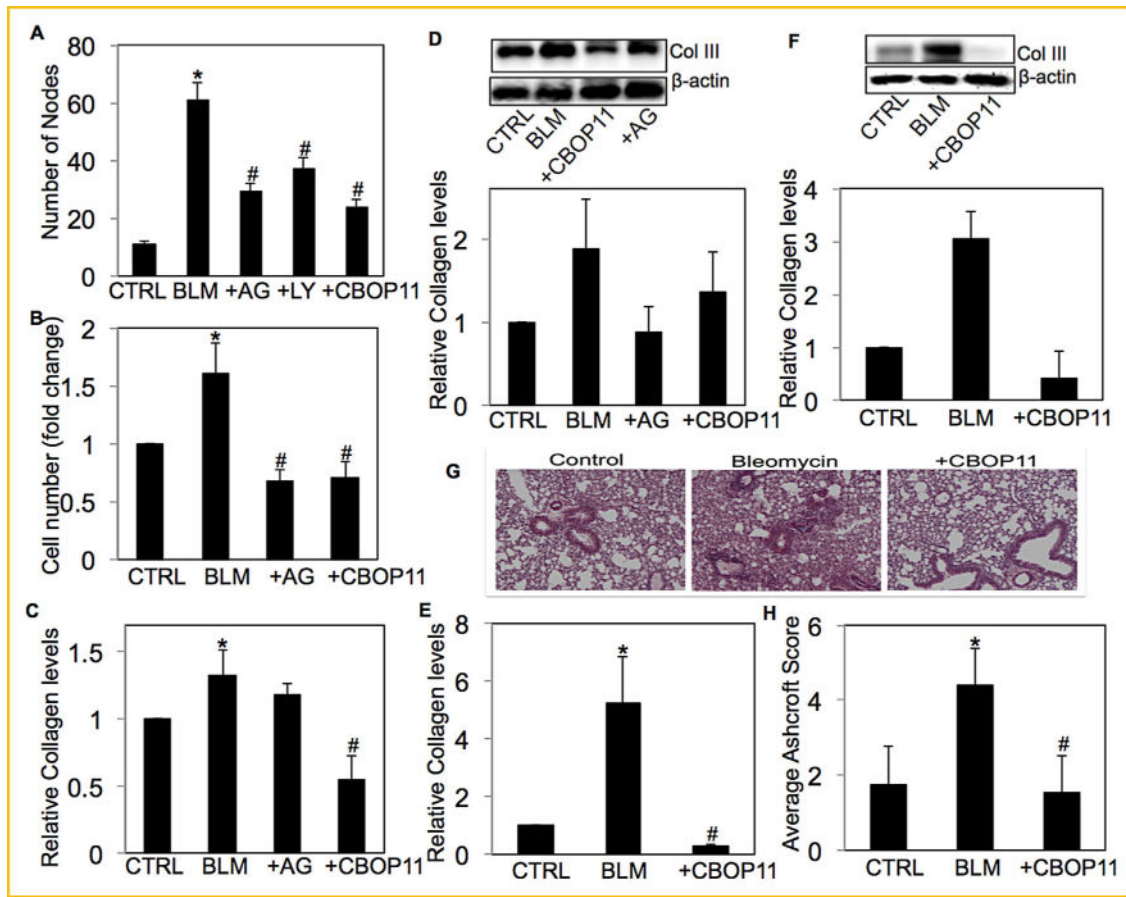 A
Number of Nodes
80
60
40
20
0
*
#
#
#
CTRL BLM +AG +LY +CBOP11
B
Cell number (fold change)
2
1.5
1
0.5
0
*
#
#
CTRL BLM +AG +CBOP11
C
Relative Collagen levels
1.5
1
0.5
0
*
#
CTRL BLM +AG +CBOP11
D
Col III
β-actin
CTRL BLM +CBOP11 +AG
Relative Collagen levels
2
1
0
CTRL BLM +AG +CBOP11
F
Col III
β-actin
CTRL BLM +CBOP11
Relative Collagen levels
4
3
2
1
0
CTRL BLM +CBOP11
G
Control Bleomycin +CBOP11
E
Relative Collagen levels
8
6
4
2
0
*
#
CTRL BLM +CBOP11
H
Average Ashcroft Score
6
4
2
0
*
#
CTRL BLM +CBOP11